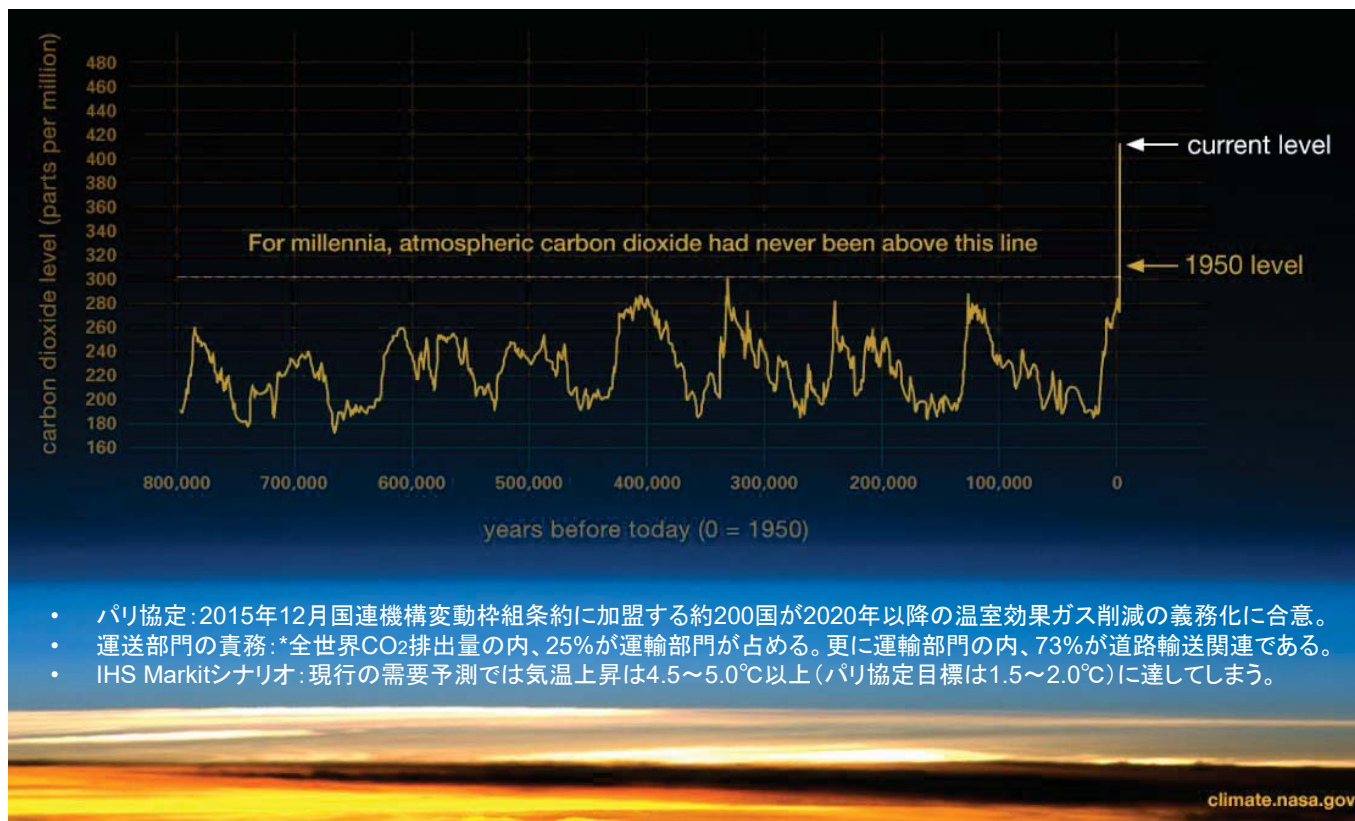 carbon dioxide level (parts per million)
480
460
440
420
400
380
360
340
320
300
280
260
240
220
200
180
160
current level
For millennia, atmospheric carbon dioxide had never been above this line
1950 level
800,000
700,000
600,000
500,000
400,000
300,000
200,000
100,000
0
years before today (0 = 1950)
• パリ協定:2015年12月国連機構変動枠組条約に加盟する約200国が2020年以降の温室効果ガス削減の義務化に合意。
• 運送部門の責務:*全世界CO2排出量の内、25%が運輸部門が占める。更に運輸部門の内、73%が道路輸送関連である。
• IHS Markitシナリオ:現行の需要予測では気温上昇は4.5~5.0℃以上(パリ協定目標は1.5~2.0℃)に達してしまう。
climate.nasa.gov